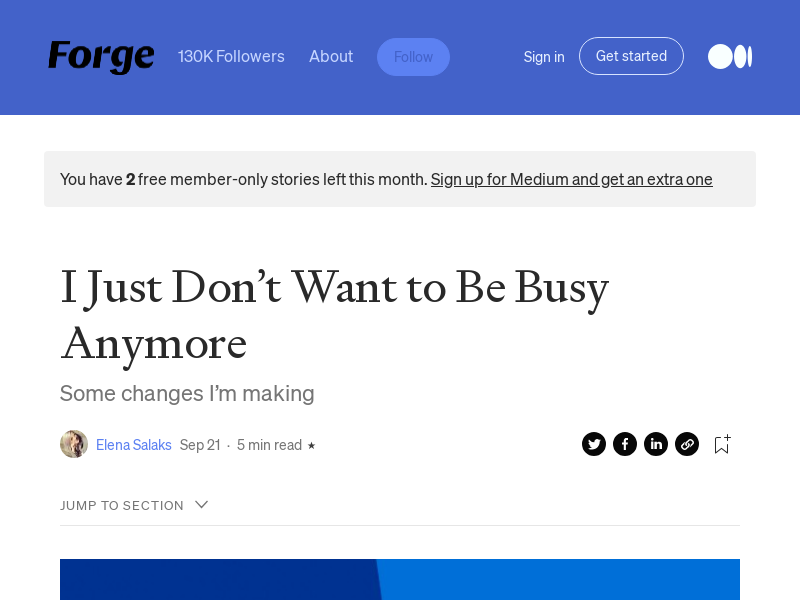 Forge 130K Followers About Follow Sign in Get started
You have 2 free member-only stories left this month. Sign up for Medium and get an extra one
I Just Don’t Want to Be Busy
Anymore
Some changes I’m making
Elena Salaks Sep 21 · 5 min read ★
JUMP TO SECTION